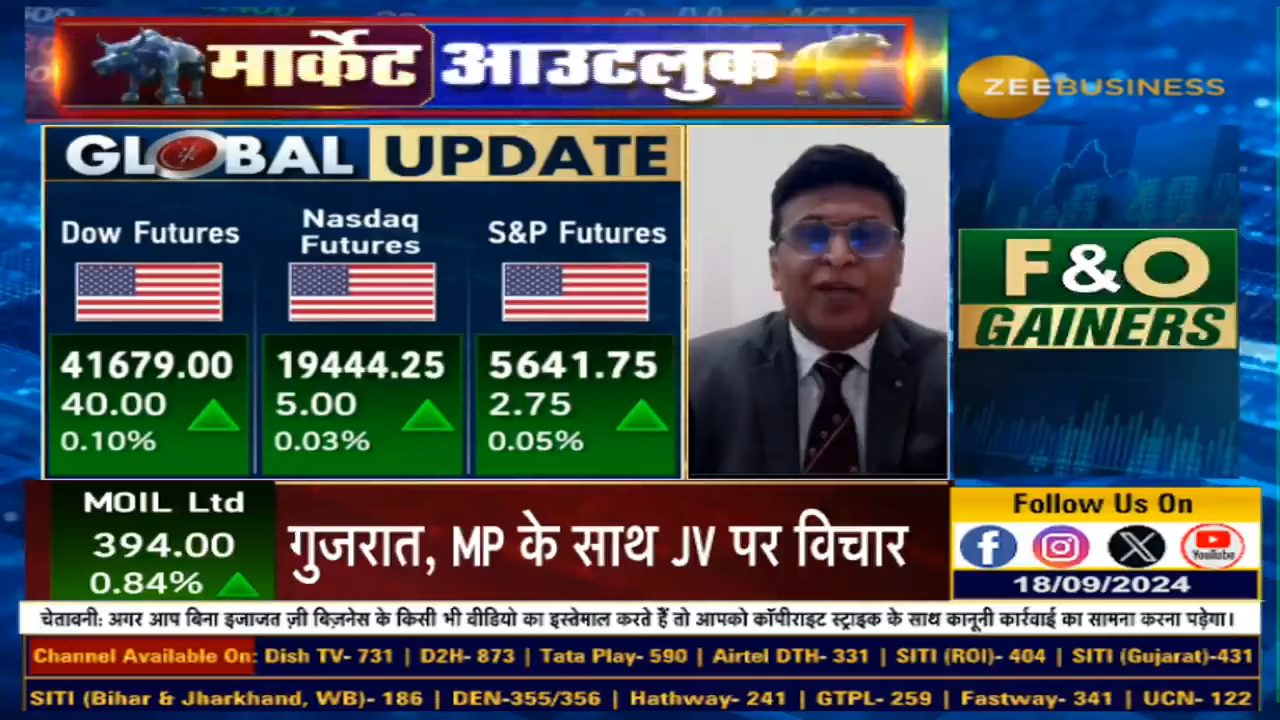 मार्केट आउटलुक
ZEEBUSINESS
GLOBAL UPDATE
Dow Futures
41679.00
40.00
0.10%
Nasdaq
Futures
19444.25
5.00
0.03%
S&P Futures
5641.75
2.75
0.05%
F&O
GAINERS
MOIL Ltd
394.00
0.84%
गुजरात, MP के साथ JV पर विचार
Follow Us On
YouTube
18/09/2024
चेतावनी: अगर आप बिना इजाजत ज़ी बिज़नेस के किसी भी वीडियो का इस्तेमाल करते हैं तो आपको कॉपीराइट स्ट्राइक के साथ कानूनी कार्रवाई का सामना करना पड़ेगा।
Channel Available On: Dish TV- 731 | D2H- 873 | Tata Play- 590 | Airtel DTH- 331 | SITI (ROI)- 404 | SITI (Gujarat)-431
SITI (Bihar & Jharkhand, WB)- 186 | DEN-355/356 | Hathway- 241 | GTPL- 259 | Fastway- 341 | UCN- 122